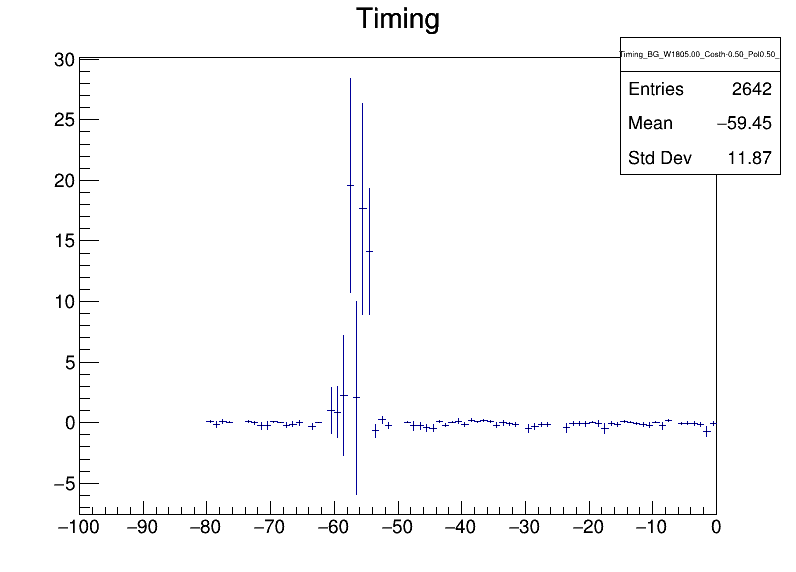 Timing
Timing_BG_W1805.00_Costh-0.50_Pol0.50_
Entries 2642
Mean −59.45
Std Dev 11.87
30
25
20
15
10
5
0
−5
−100 −90 −80 −70 −60 −50 −40 −30 −20 −10 0